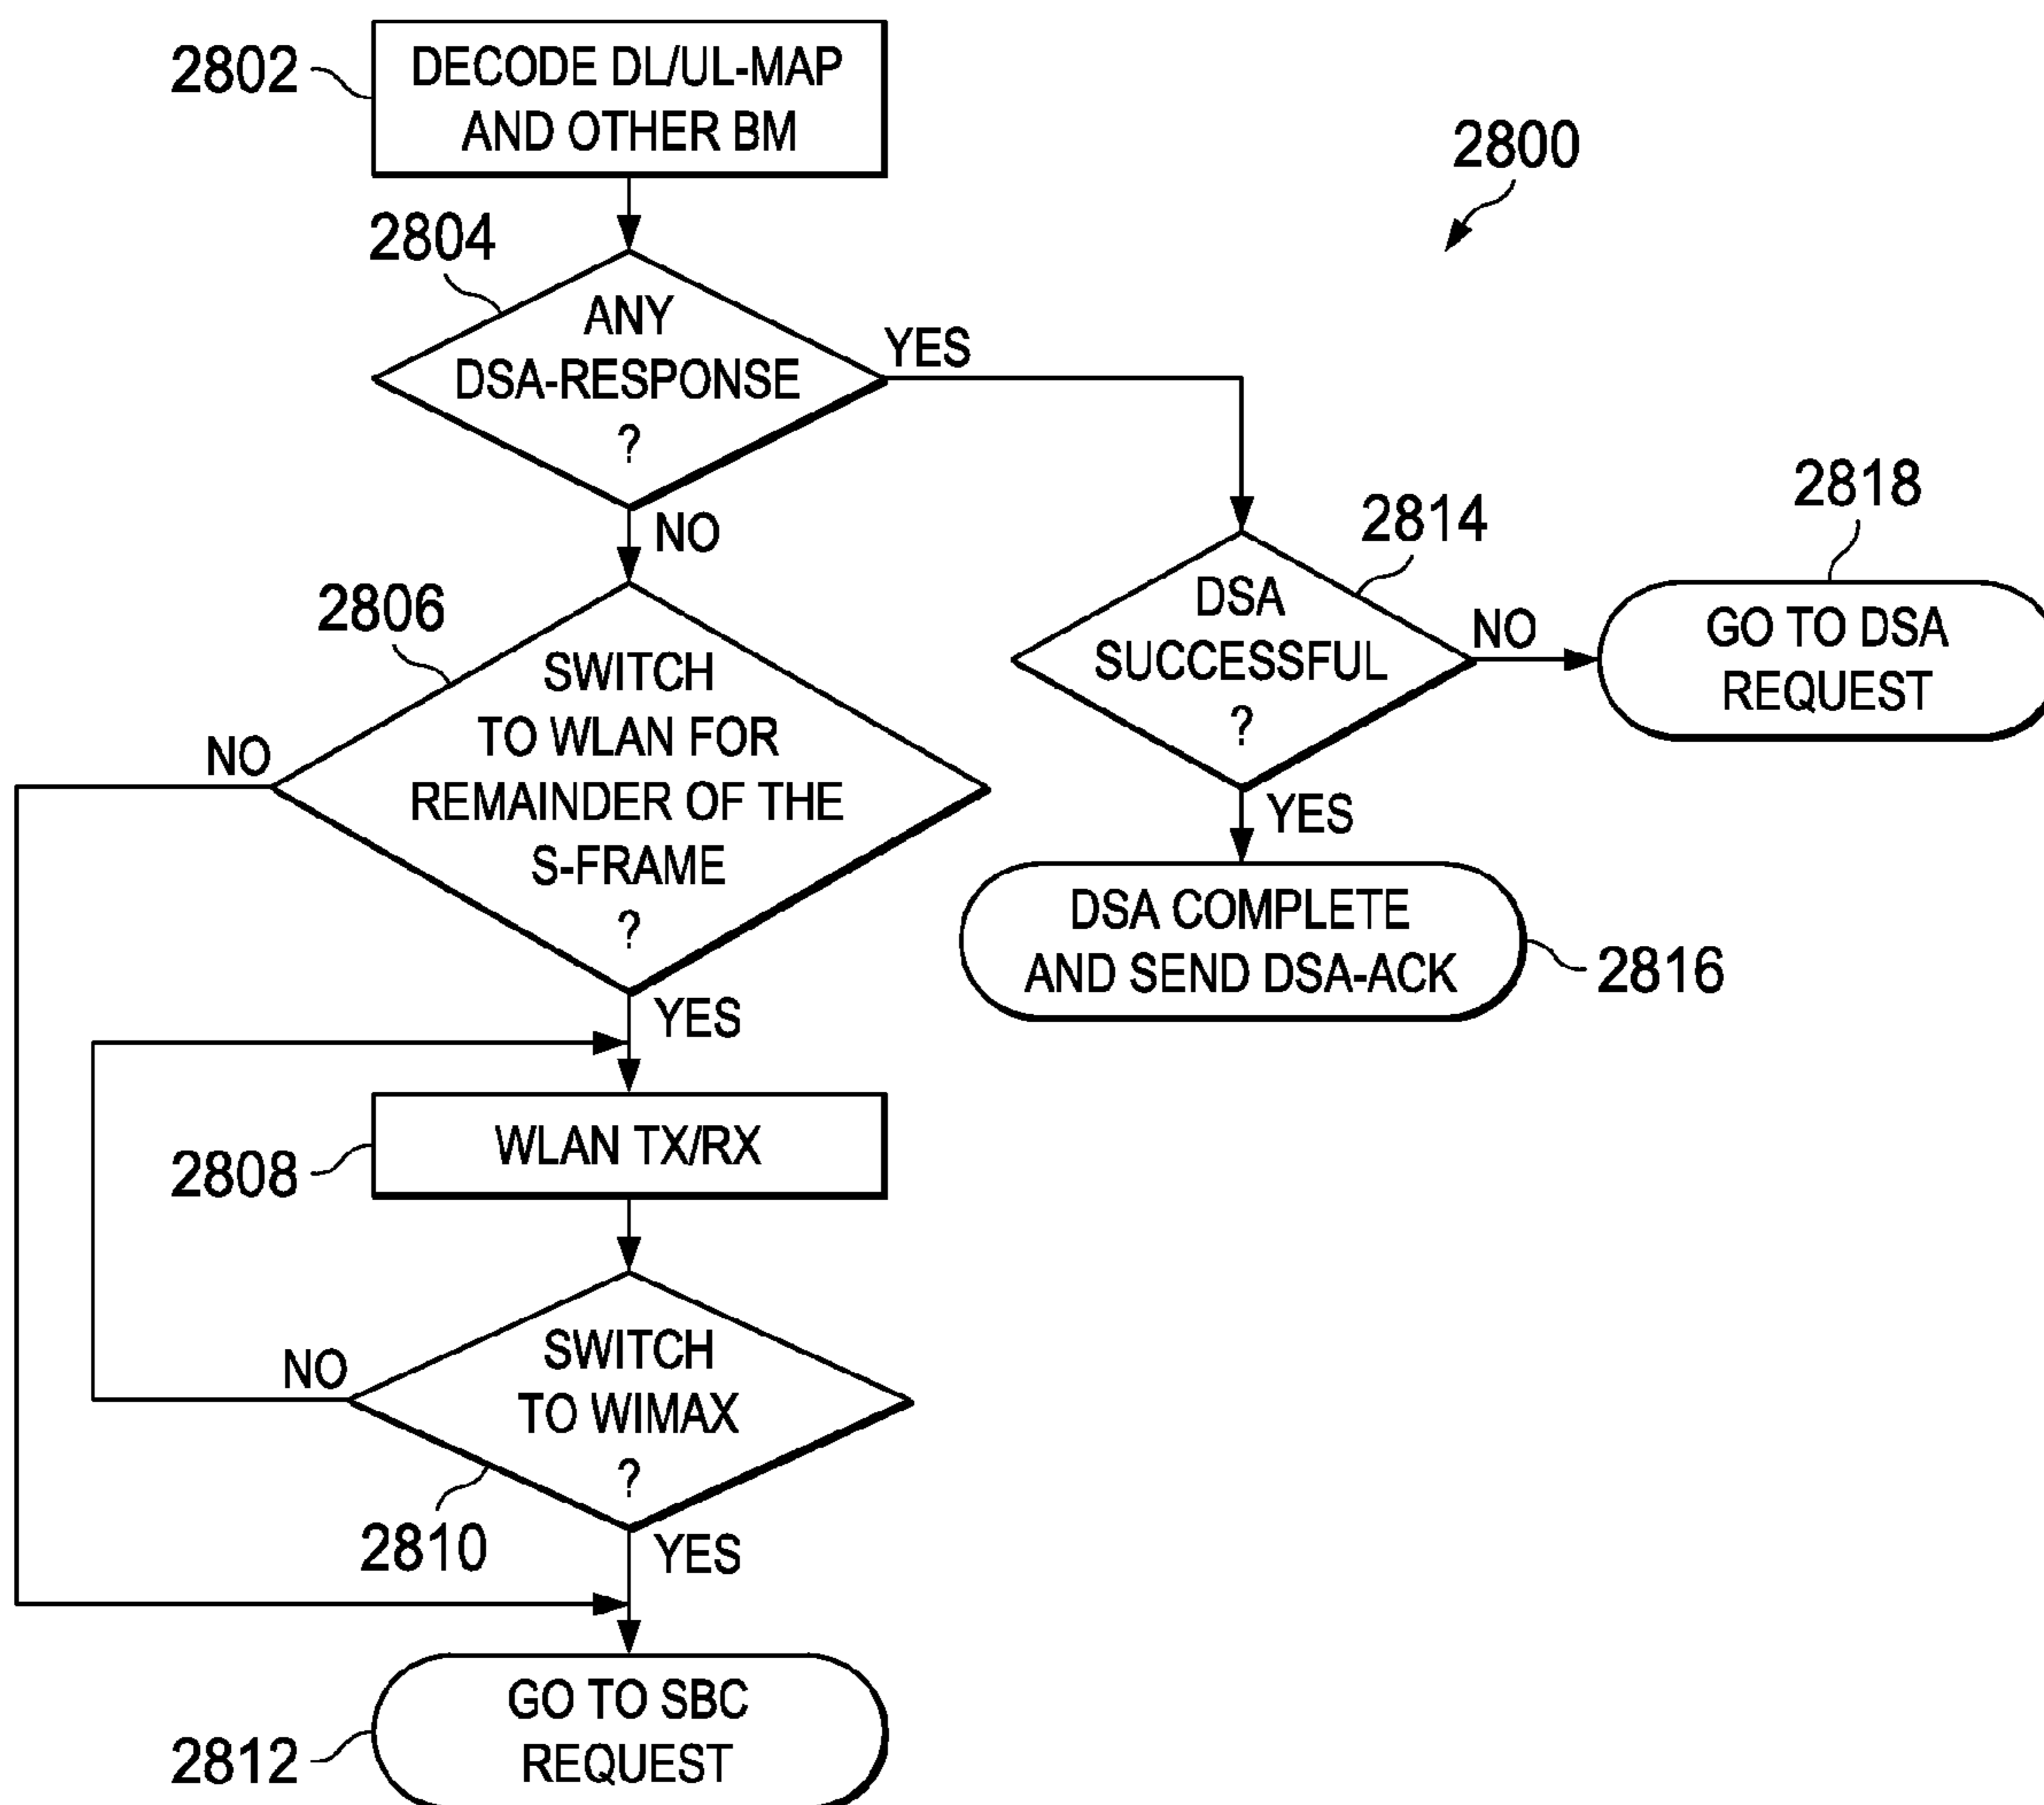 2802
DECODE DL/UL-MAP
AND OTHER BM
2800
2804
ANY
DSA-RESPONSE
?
YES
NO
2806
SWITCH
TO WLAN FOR
REMAINDER OF THE
S-FRAME
?
NO
YES
2814
DSA
SUCCESSFUL
?
NO
YES
2818
GO TO DSA
REQUEST
DSA COMPLETE
AND SEND DSA-ACK
2816
2808
WLAN TX/RX
SWITCH
TO WIMAX
?
NO
2810
YES
GO TO SBC
REQUEST
2812